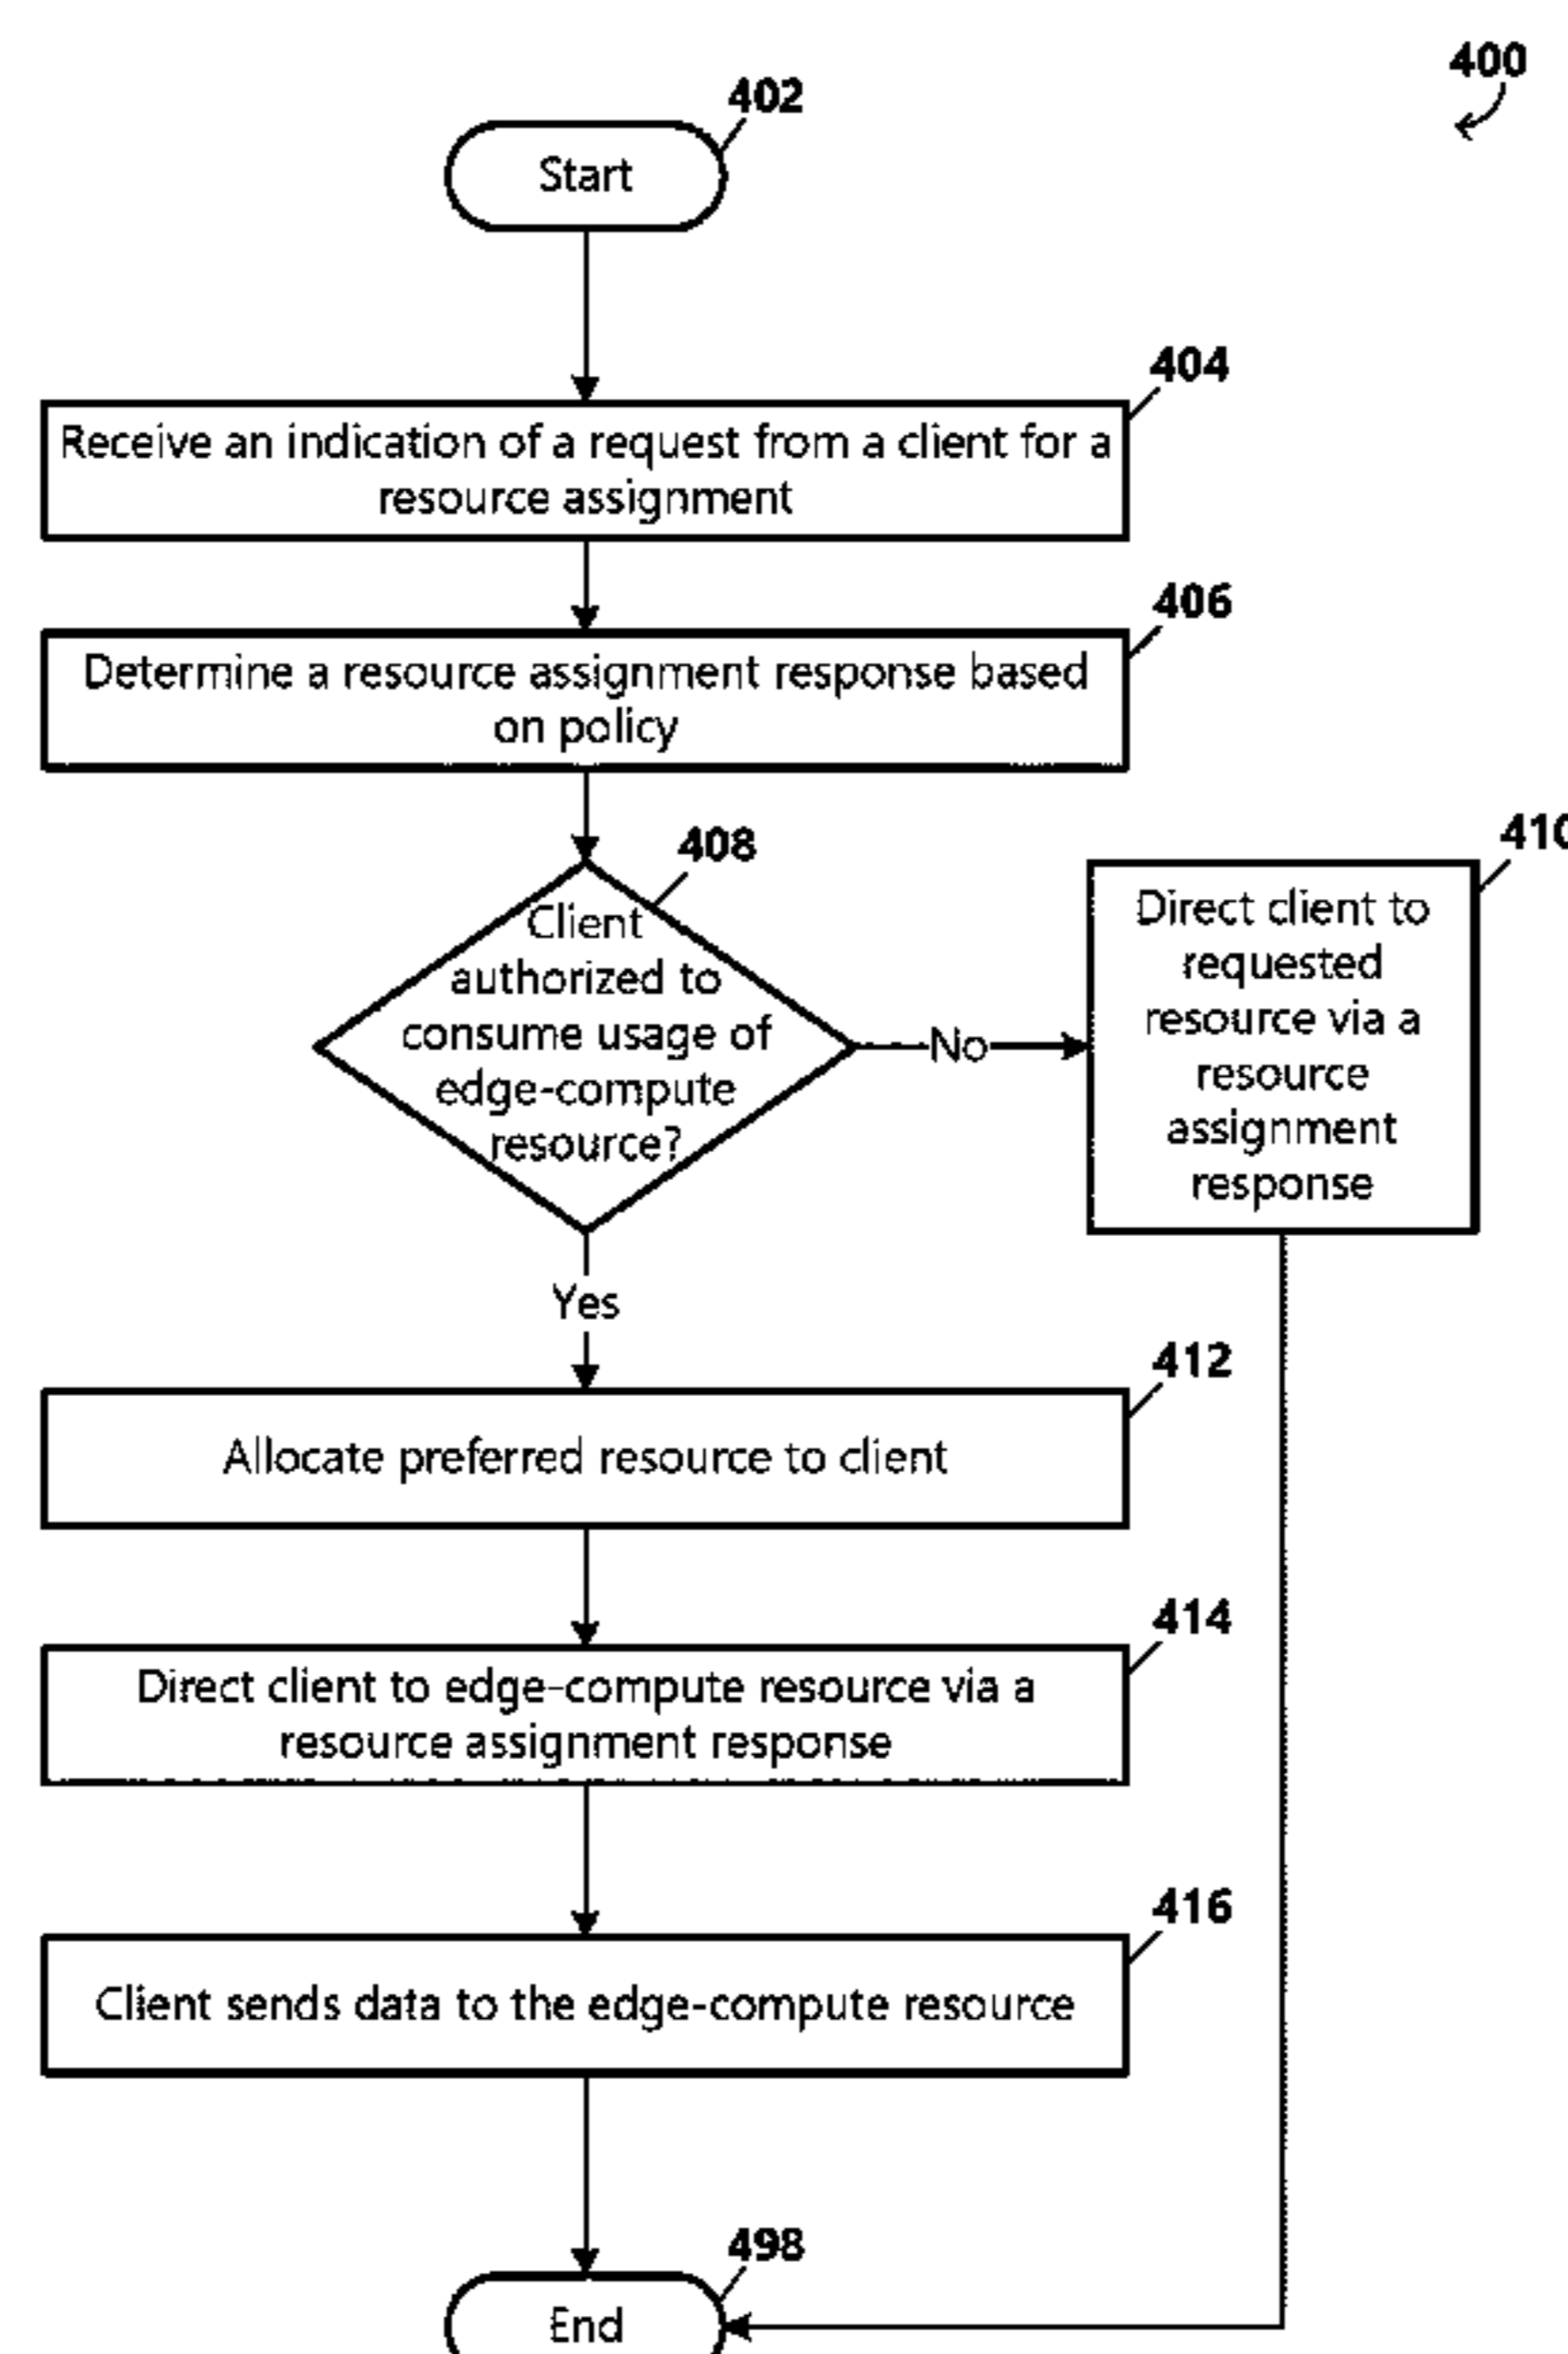 400
402
Start
404
Receive an indication of a request from a client for a
resource assignment
406
Determine a resource assignment response based
on policy
408
Client
authorized to
consume usage of
edge-compute
resource?
No
410
Direct client to
requested
resource via a
resource
assignment
response
Yes
412
Allocate preferred resource to client
414
Direct client to edge-compute resource via a
resource assignment response
416
Client sends data to the edge-compute resource
498
End